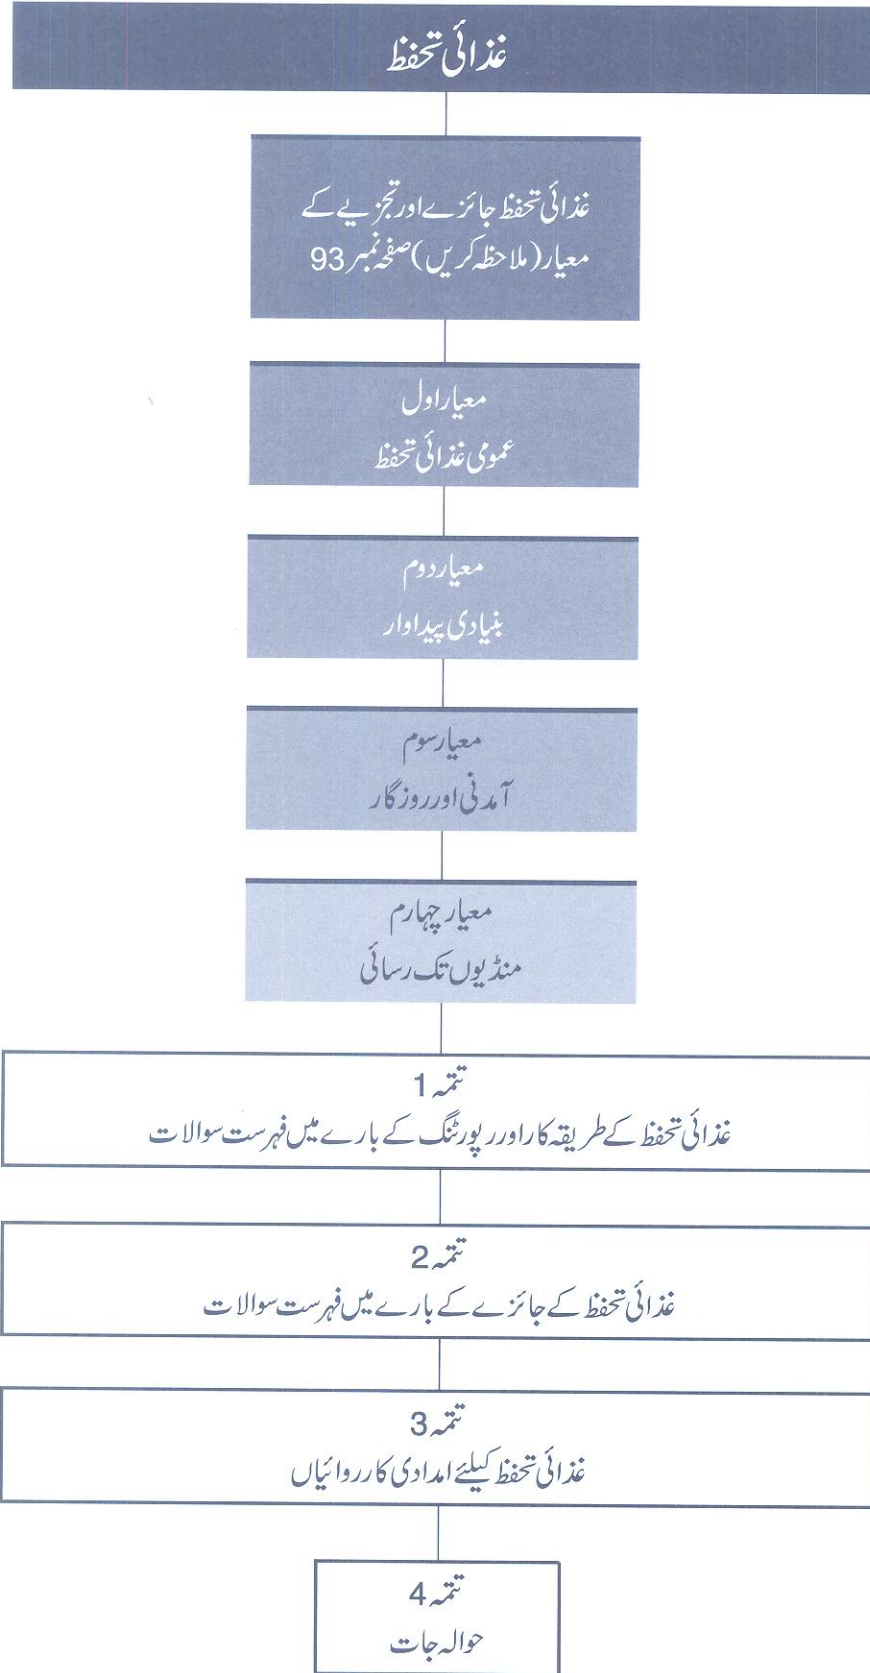 غذائی تحفظ
غذائی تحفظ جائزے اور تجزیے کے
معیار (ملاحظہ کریں) صفحہ نمبر 93
معیار اول
عمومی غذائی تحفظ
معیار دوم
بنیادی پیداوار
معیار سوم
آمدنی اور روزگار
معیار چہارم
منڈیوں تک رسائی
تتمہ 1
غذائی تحفظ کے طریقہ کار اور رپورٹنگ کے بارے میں فہرست سوالات
تتمہ 2
غذائی تحفظ کے جائزے کے بارے میں فہرست سوالات
تتمہ 3
غذائی تحفظ کیلئے امدادی کارروائیاں
تتمہ 4
حوالہ جات